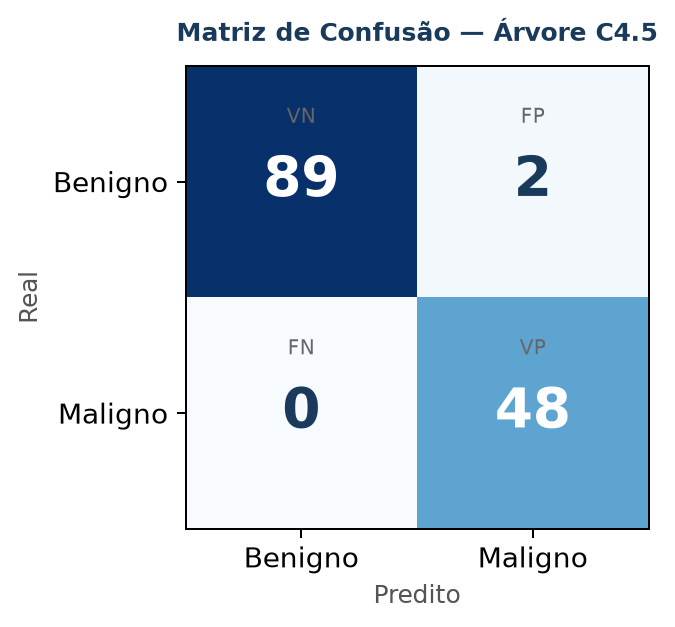 Matriz de Confusão — Árvore C4.5
VN
FP
Benigno
89
2
Real
FN
VP
Maligno
0
48
Benigno
Maligno
Predito